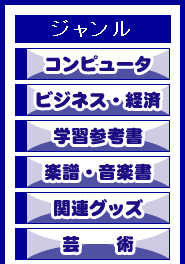 ジャンル
コンピュータ
ビジネス・経済
学習参考書
楽譜・音楽書
関連グッズ
芸　術